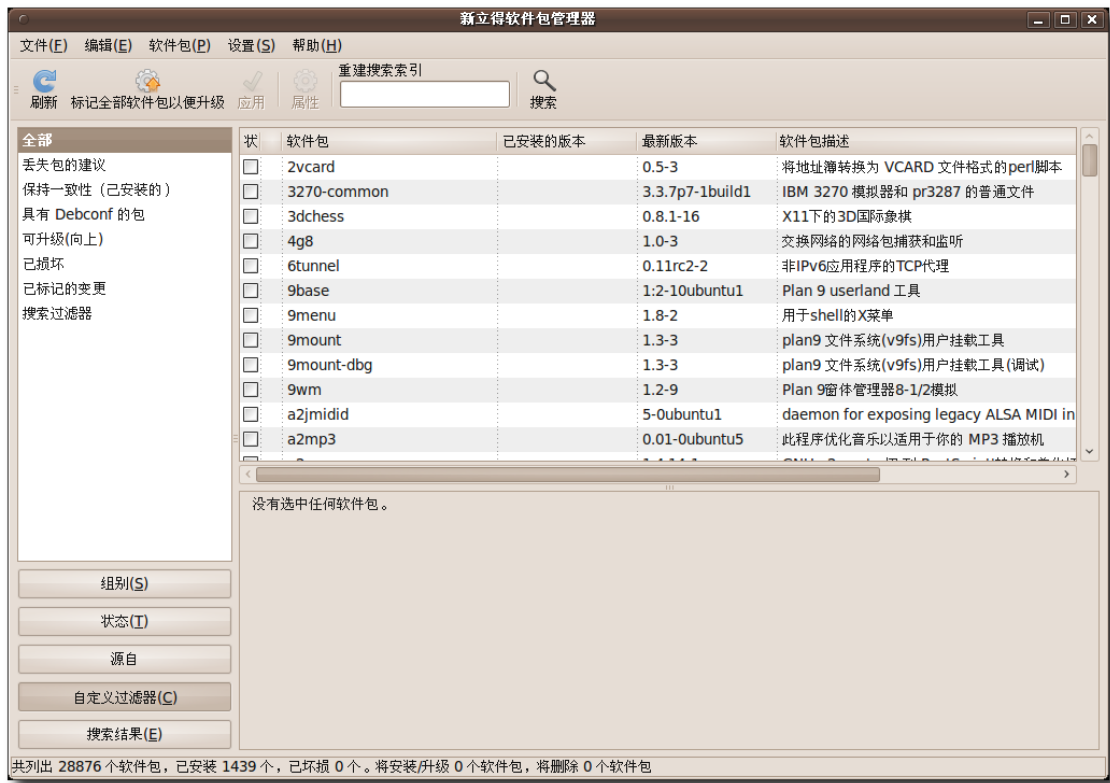 新立得软件包管理器
文件(F) 编辑(E) 软件包(P) 设置(S) 帮助(H)
重建搜索索引
刷新 标记全部软件包以便升级 应用 属性 搜索
全部
丢失包的建议
保持一致性（已安装的）
具有 Debconf 的包
可升级(向上)
已损坏
已标记的变更
搜索过滤器
组别(S)
状态(T)
源自
自定义过滤器(C)
搜索结果(E)
状 软件包 已安装的版本 最新版本 软件包描述
2vcard 0.5-3 将地址簿转换为 VCARD 文件格式的perl脚本
3270-common 3.3.7p7-1build1 IBM 3270 模拟器和 pr3287 的普通文件
3dchess 0.8.1-16 X11下的3D国际象棋
4g8 1.0-3 交换网络的网络包捕获和监听
6tunnel 0.11rc2-2 非IPv6应用程序的TCP代理
9base 1:2-10ubuntu1 Plan 9 userland 工具
9menu 1.8-2 用于shell的X菜单
9mount 1.3-3 plan9 文件系统(v9fs)用户挂载工具
9mount-dbg 1.3-3 plan9 文件系统(v9fs)用户挂载工具(调试)
9wm 1.2-9 Plan 9窗体管理器8-1/2模拟
a2jmidid 5-0ubuntu1 daemon for exposing legacy ALSA MIDI in
a2mp3 0.01-0ubuntu5 此程序优化音乐以适用于你的 MP3 播放机
没有选中任何软件包。
共列出 28876 个软件包，已安装 1439 个，已坏损 0 个。将安装/升级 0 个软件包，将删除 0 个软件包